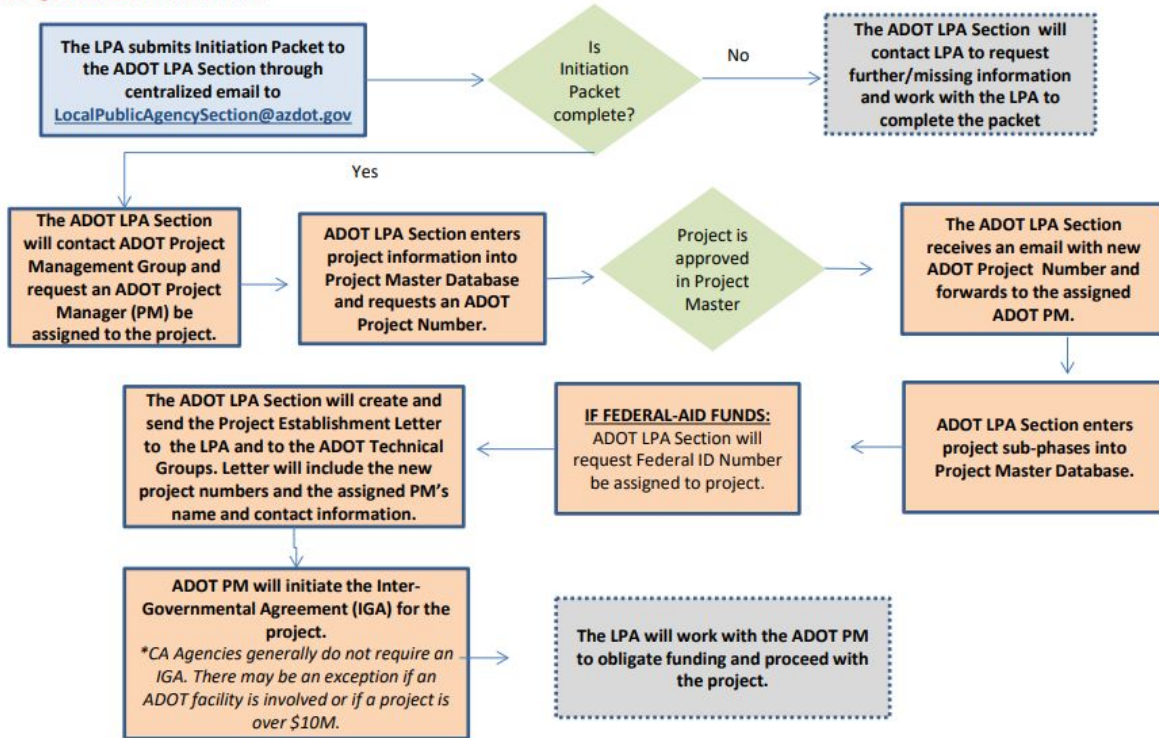 The LPA submits Initiation Packet to
the ADOT LPA Section through
centralized email to
LocalPublicAgencySection@azdot.gov
Is
Initiation
Packet
complete?
No
The ADOT LPA Section will
contact LPA to request
further/missing information
and work with the LPA to
complete the packet
Yes
The ADOT LPA Section
will contact ADOT Project
Management Group and
request an ADOT Project
Manager (PM) be
assigned to the project.
ADOT LPA Section enters
project information into
Project Master Database
and requests an ADOT
Project Number.
Project is
approved
in Project
Master
The ADOT LPA Section
receives an email with new
ADOT Project Number and
forwards to the assigned
ADOT PM.
ADOT LPA Section enters
project sub-phases into
Project Master Database.
IF FEDERAL-AID FUNDS:
ADOT LPA Section will
request Federal ID Number
be assigned to project.
The ADOT LPA Section will create and
send the Project Establishment Letter
to the LPA and to the ADOT Technical
Groups. Letter will include the new
project numbers and the assigned PM’s
name and contact information.
ADOT PM will initiate the Inter-
Governmental Agreement (IGA) for the
project.
*CA Agencies generally do not require an
IGA. There may be an exception if an
ADOT facility is involved or if a project is
over $10M.
The LPA will work with the ADOT PM
to obligate funding and proceed with
the project.